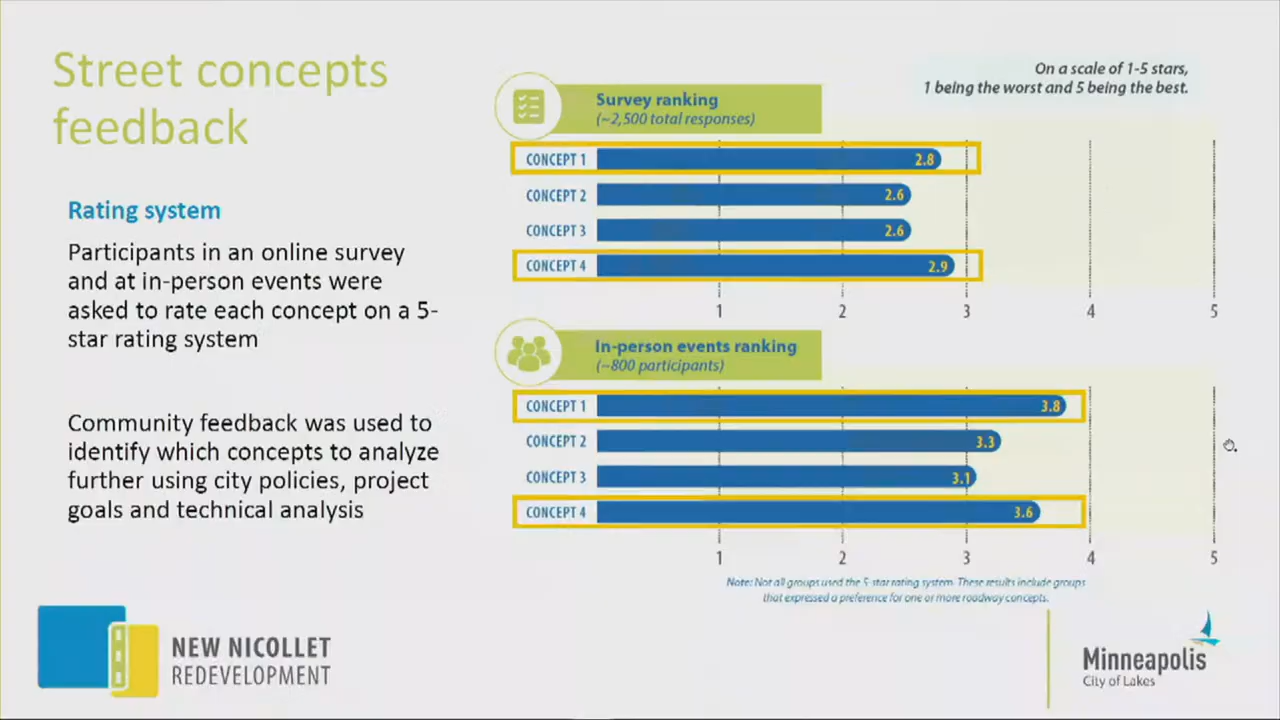 Street concepts
feedback
Rating system
Participants in an online survey
and at in-person events were
asked to rate each concept on a 5-
star rating system
Community feedback was used to
identify which concepts to analyze
further using city policies, project
goals and technical analysis
On a scale of 1-5 stars,
1 being the worst and 5 being the best.
Survey ranking
(~2,500 total responses)
CONCEPT 1 2.8
CONCEPT 2 2.6
CONCEPT 3 2.6
CONCEPT 4 2.9
1 2 3 4 5
In-person events ranking
(~800 participants)
CONCEPT 1 3.8
CONCEPT 2 3.3
CONCEPT 3 3.1
CONCEPT 4 3.6
1 2 3 4 5
Note: Not all groups used the 5-star rating system. These results include groups
that expressed a preference for one or more roadway concepts.
NEW NICOLLET
REDEVELOPMENT
Minneapolis
City of Lakes